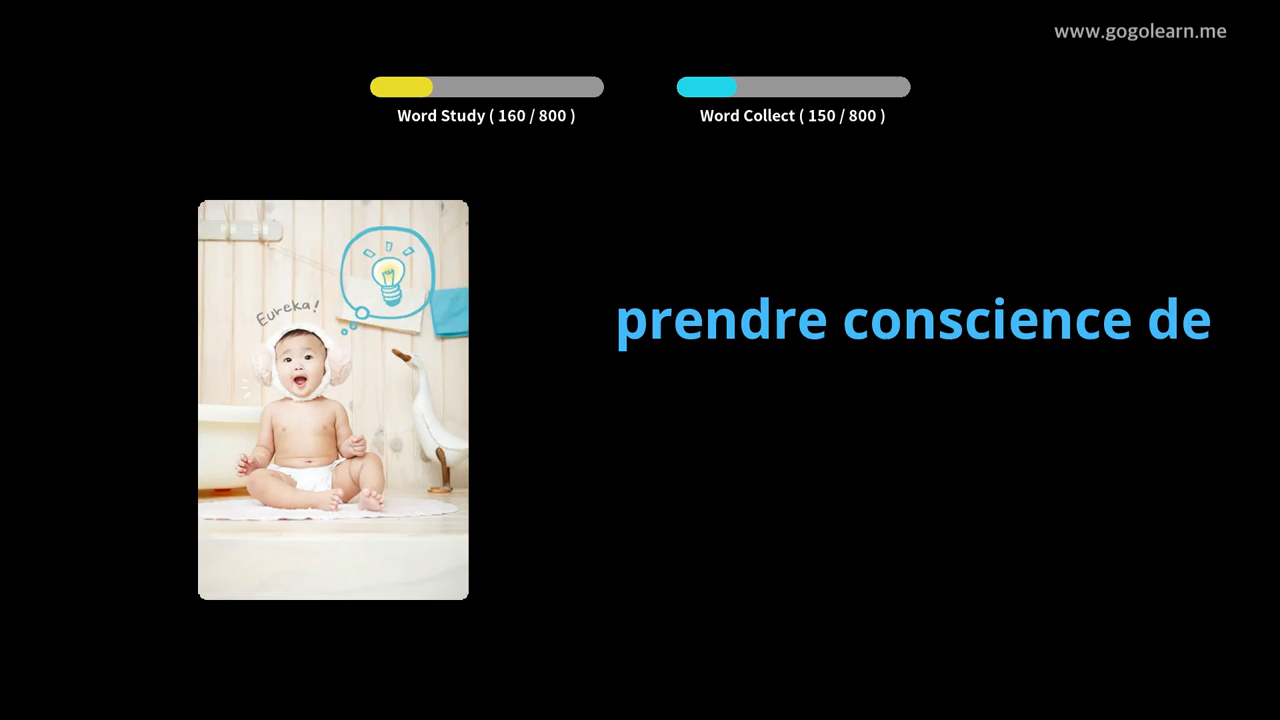 www.gogolearn.me
Word Study ( 160 / 800 )
Word Collect ( 150 / 800 )
Eureka!
prendre conscience de